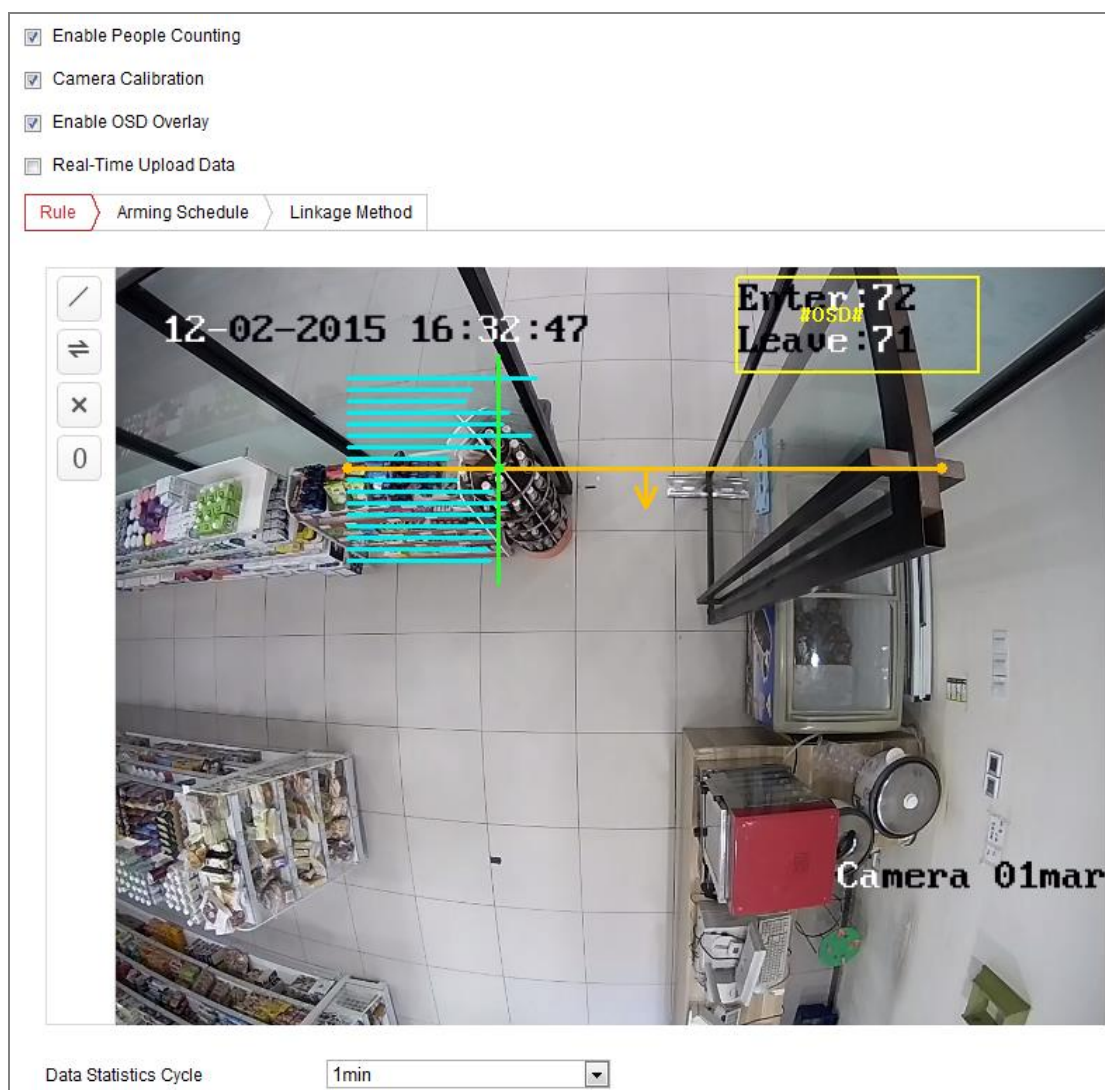 Enable People Counting
Camera Calibration
Enable OSD Overlay
Real-Time Upload Data
Rule Arming Schedule Linkage Method
12-02-2015 16:32:47
Enter:72
#OSD#
Leave:71
0
Camera 01mar
Data Statistics Cycle 1min